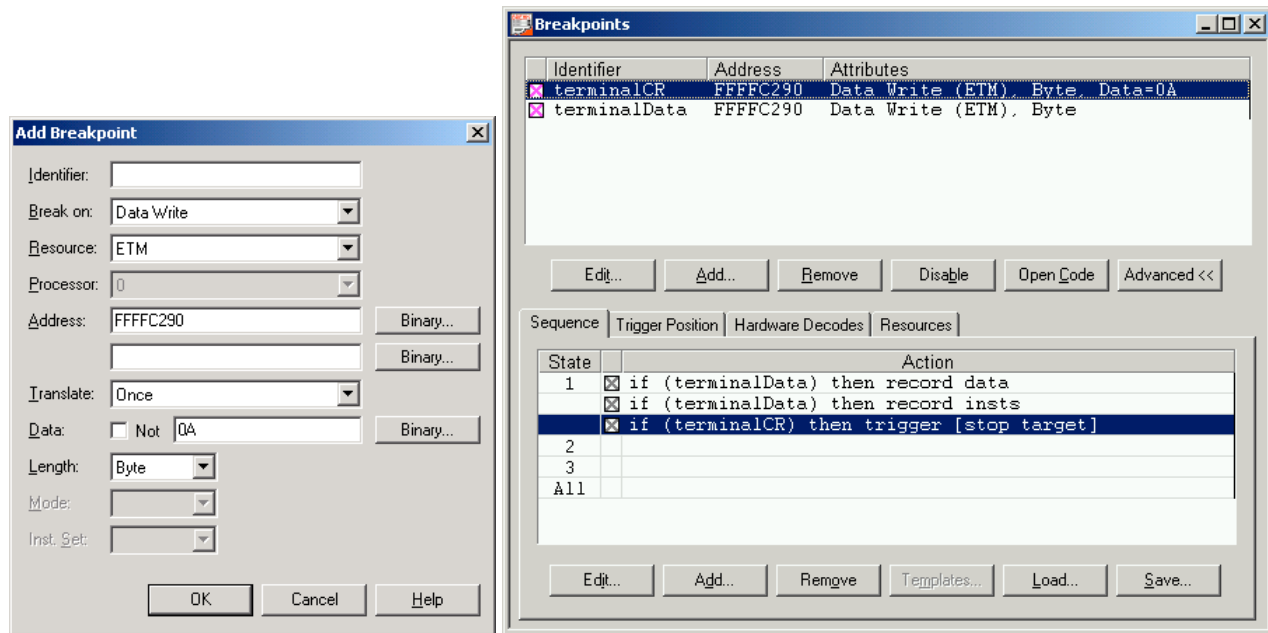 Add Breakpoint
Identifier:
Break on: Data Write
Resource: ETM
Processor: 0
Address: FFFFC290 Binary...
Binary...
Translate: Once
Data: Not 0A Binary...
Length: Byte
Mode:
Inst. Set:
OK Cancel Help
Breakpoints
Identifier Address Attributes
terminalCR FFFFC290 Data Write (ETM), Byte, Data=0A
terminalData FFFFC290 Data Write (ETM), Byte
Edit... Add... Remove Disable Open Code Advanced <<
Sequence Trigger Position Hardware Decodes Resources
State Action
1 if (terminalData) then record data
if (terminalData) then record insts
if (terminalCR) then trigger [stop target]
2
3
All
Edit... Add... Remove Templates... Load... Save...